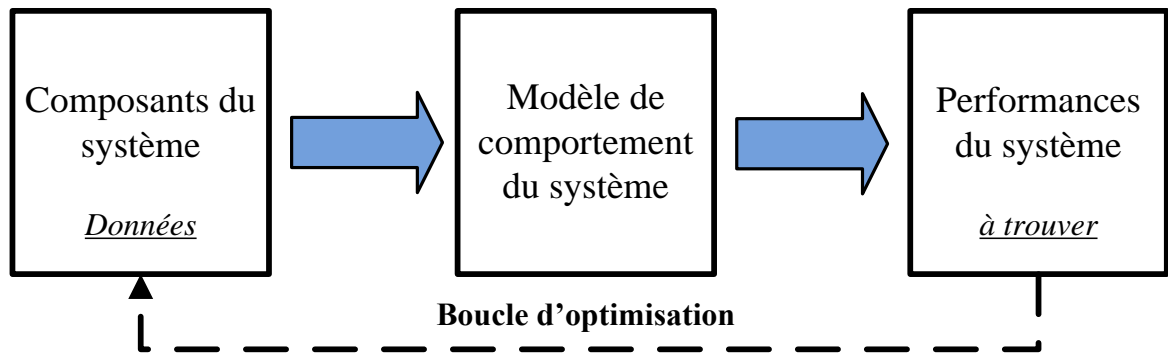 Composants du
système
Données
Modèle de
comportement
du système
Performances
du système
à trouver
Boucle d’optimisation